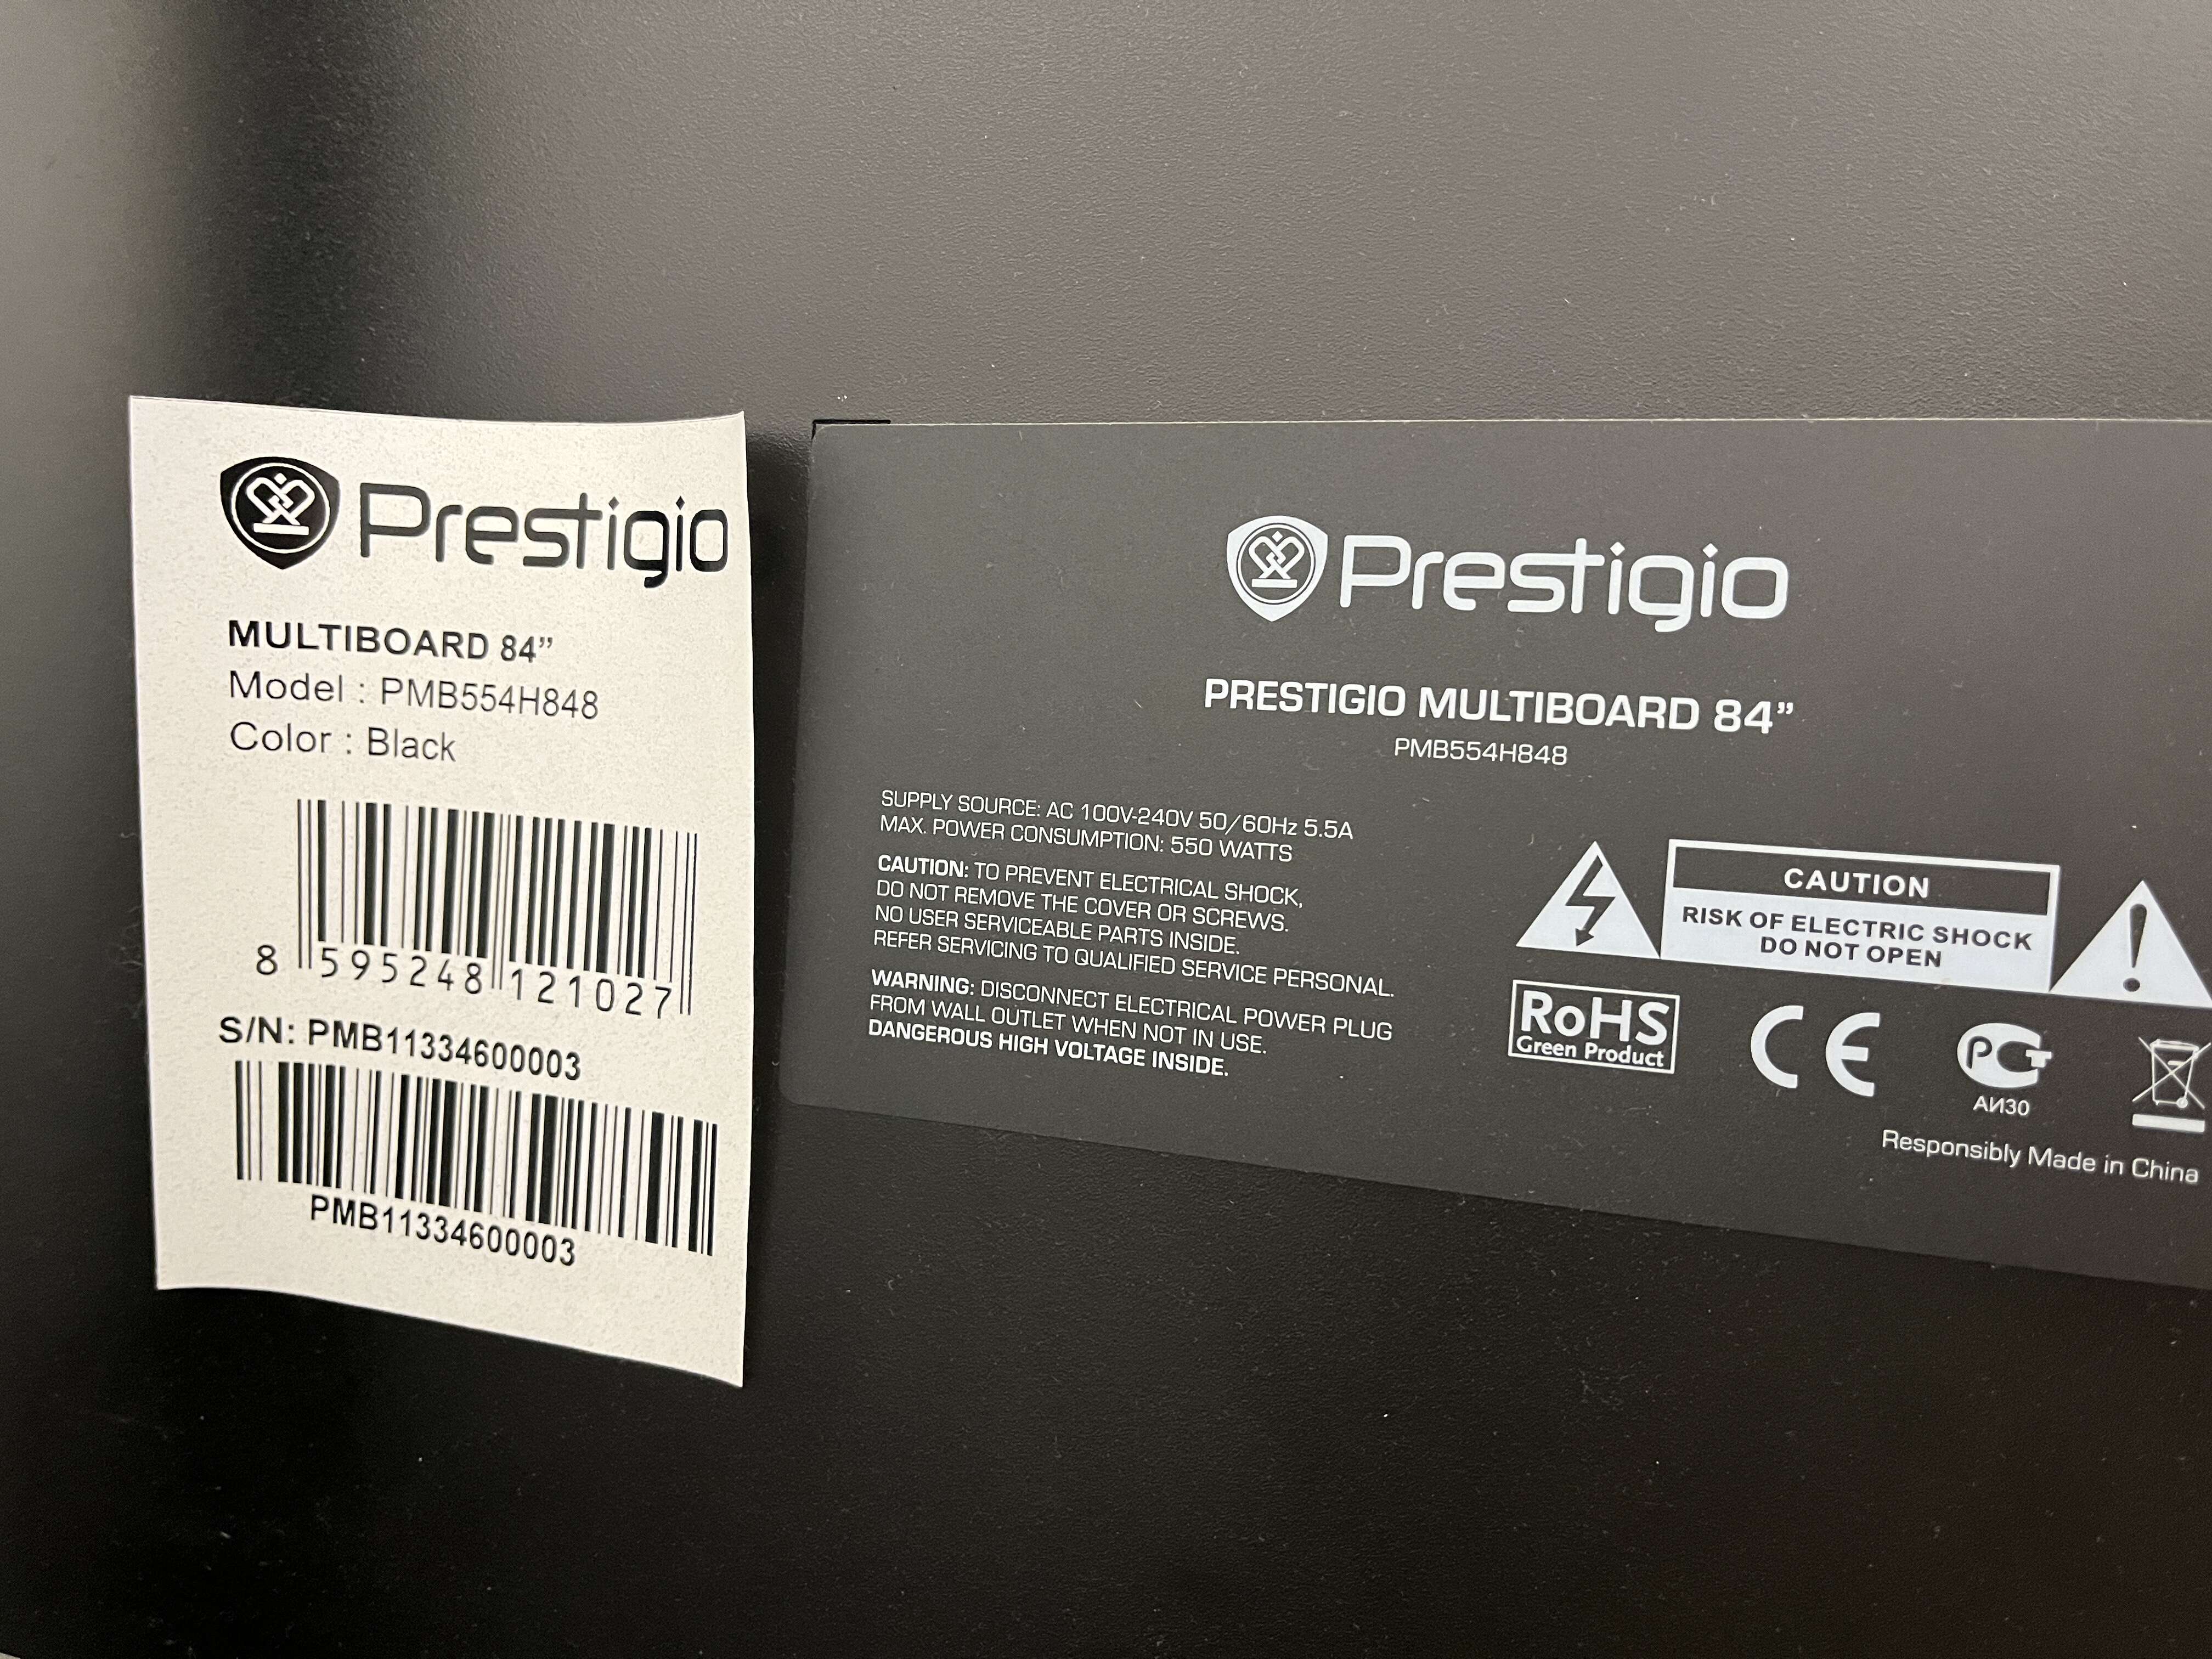 Prestigio
MULTIBOARD 84”
Model : PMB554H848
Color : Black
8 595248 121027
S/N: PMB11334600003
PMB11334600003
Prestigio
PRESTIGIO MULTIBOARD 84”
PMB554H848
SUPPLY SOURCE: AC 100V-240V 50/60Hz 5.5A
MAX. POWER CONSUMPTION: 550 WATTS
CAUTION: TO PREVENT ELECTRICAL SHOCK,
DO NOT REMOVE THE COVER OR SCREWS.
NO USER SERVICEABLE PARTS INSIDE.
REFER SERVICING TO QUALIFIED SERVICE PERSONAL.
WARNING: DISCONNECT ELECTRICAL POWER PLUG
FROM WALL OUTLET WHEN NOT IN USE.
DANGEROUS HIGH VOLTAGE INSIDE.
CAUTION
RISK OF ELECTRIC SHOCK
DO NOT OPEN
RoHS
Green Product
CE
РСТ
АИ30
Responsibly Made in China